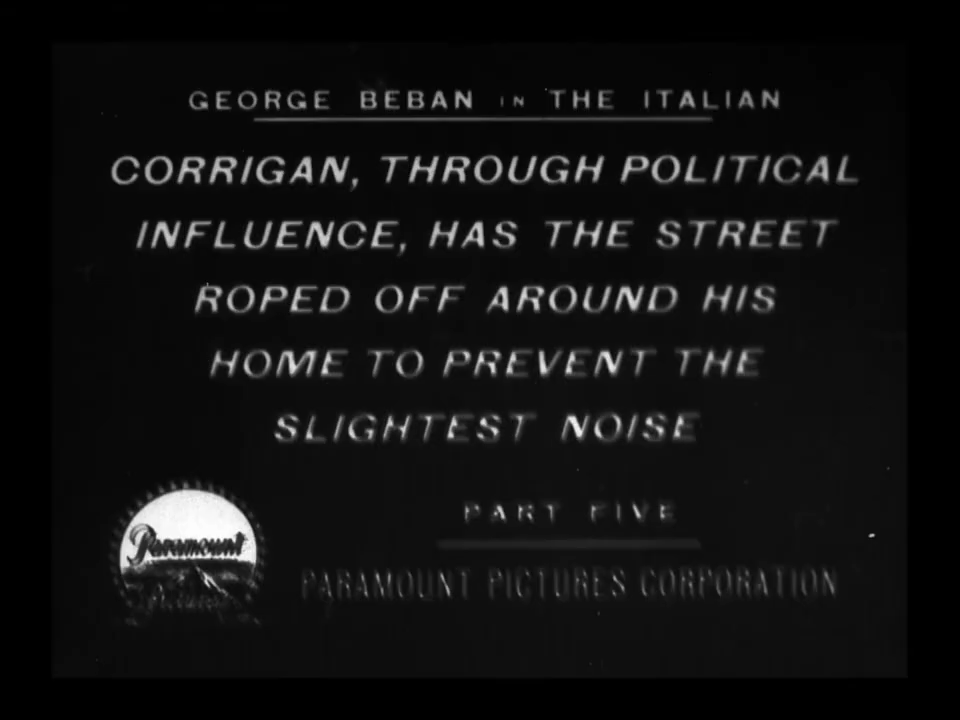 GEORGE BEBAN IN THE ITALIAN
CORRIGAN, THROUGH POLITICAL
INFLUENCE, HAS THE STREET
ROPED OFF AROUND HIS
HOME TO PREVENT THE
SLIGHTEST NOISE
PART FIVE
Paramount
Pictures
PARAMOUNT PICTURES CORPORATION